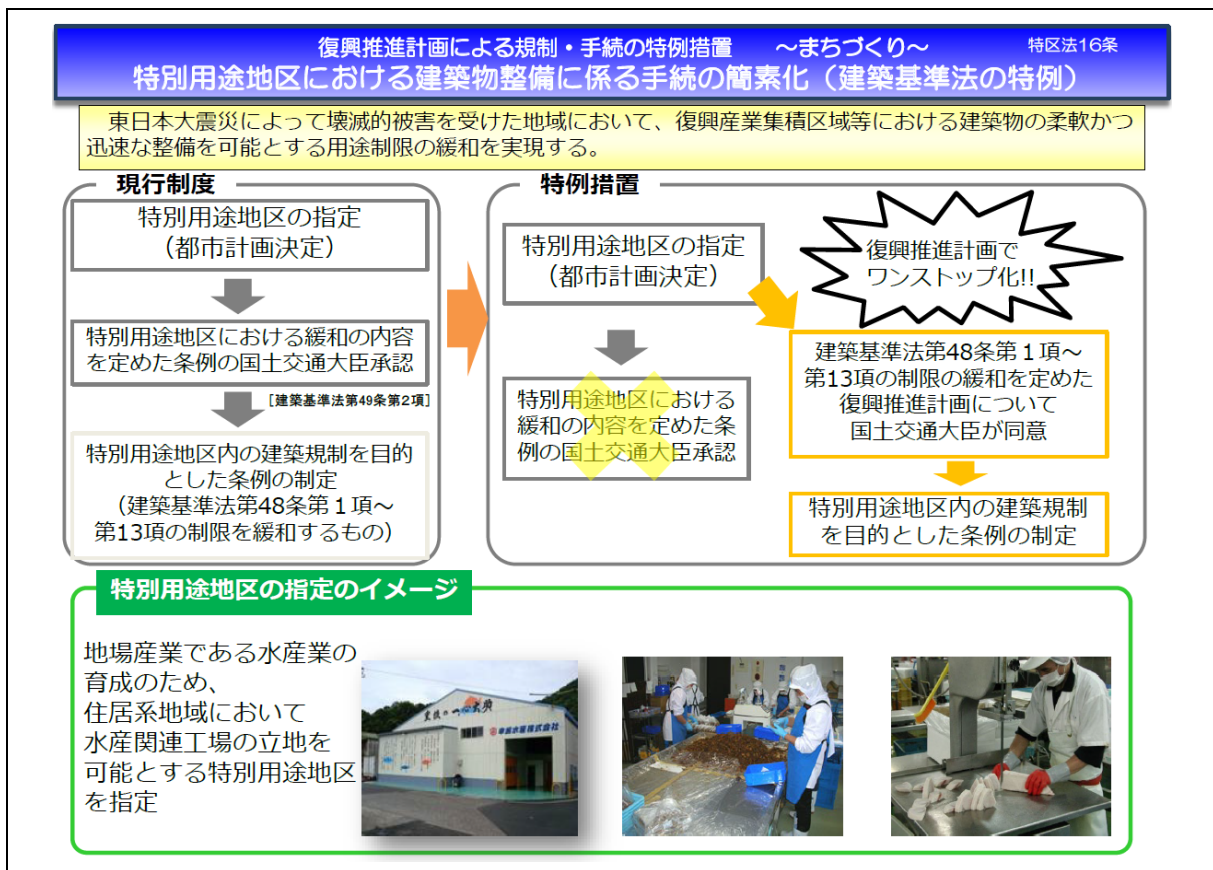 復興推進計画による規制・手続の特例措置　～まちづくり～　特区法16条
特別用途地区における建築物整備に係る手続の簡素化（建築基準法の特例）
東日本大震災によって壊滅的被害を受けた地域において、復興産業集積区域等における建築物の柔軟かつ
迅速な整備を可能とする用途制限の緩和を実現する。
現行制度
特別用途地区の指定
（都市計画決定）
特別用途地区における緩和の内容
を定めた条例の国土交通大臣承認
［建築基準法第49条第2項］
特別用途地区内の建築規制を目的
とした条例の制定
（建築基準法第48条第１項～
第13項の制限を緩和するもの）
特例措置
特別用途地区の指定
（都市計画決定）
特別用途地区における
緩和の内容を定めた条
例の国土交通大臣承認
復興推進計画で
ワンストップ化!!
建築基準法第48条第１項～
第13項の制限の緩和を定めた
復興推進計画について
国土交通大臣が同意
特別用途地区内の建築規制
を目的とした条例の制定
特別用途地区の指定のイメージ
地場産業である水産業の
育成のため、
住居系地域において
水産関連工場の立地を
可能とする特別用途地区
を指定